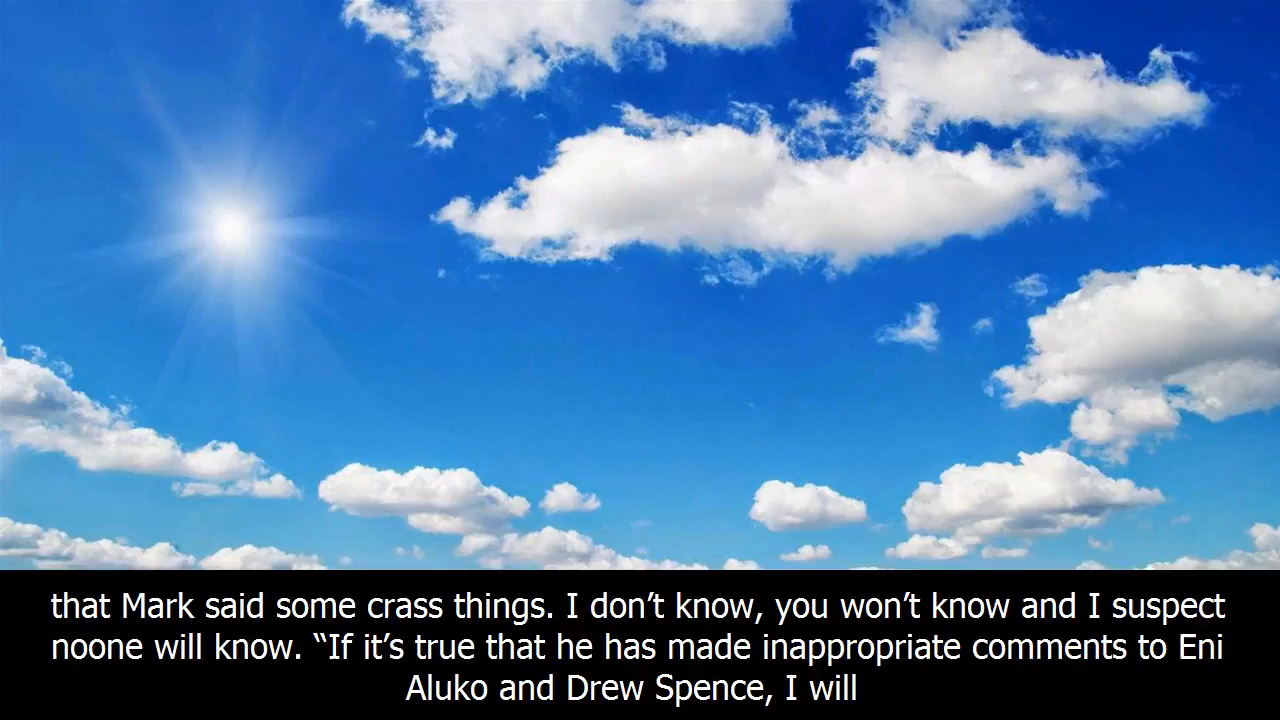 that Mark said some crass things. I don’t know, you won’t know and I suspect
noone will know. “If it’s true that he has made inappropriate comments to Eni
Aluko and Drew Spence, I will